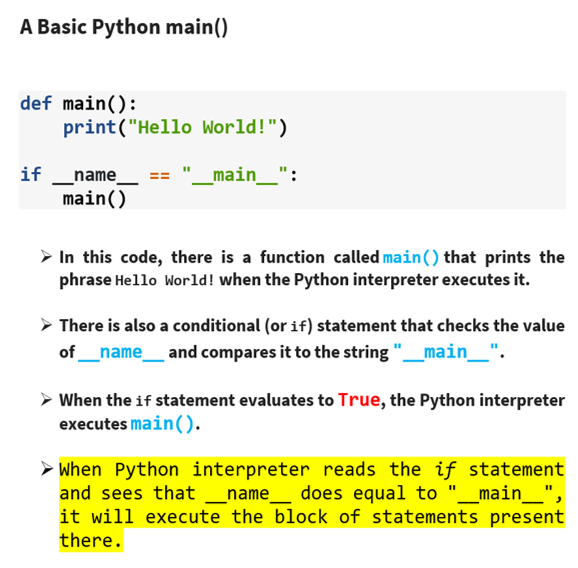 A Basic Python main()
def main():
    print("Hello World!")
if __name__ == "__main__":
    main()
➢ In this code, there is a function called main() that prints the
phrase Hello World! when the Python interpreter executes it.
➢ There is also a conditional (or if) statement that checks the value
of __name__ and compares it to the string "__main__".
➢ When the if statement evaluates to True, the Python interpreter
executes main().
➢ When Python interpreter reads the if statement
and sees that __name__ does equal to "__main__",
it will execute the block of statements present
there.